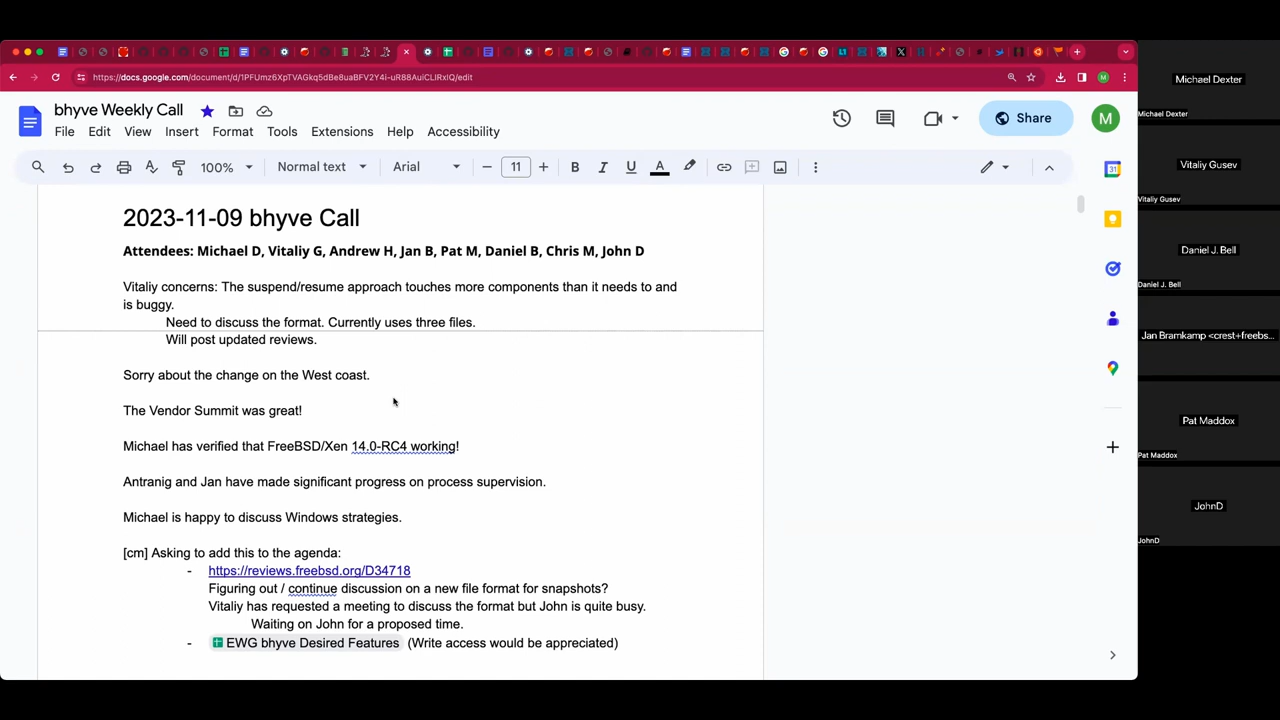 https://docs.google.com/document/d/1PFUmz6XpTVAGkq5dBe8uaBFV2Y4i-uR88AuiCLlRxIQ/edit
bhyve Weekly Call
File Edit View Insert Format Tools Extensions Help Accessibility
Share
M
100% Normal text Arial 11 B I U A
2023-11-09 bhyve Call
Attendees: Michael D, Vitaliy G, Andrew H, Jan B, Pat M, Daniel B, Chris M, John D
Vitaliy concerns: The suspend/resume approach touches more components than it needs to and
is buggy.
Need to discuss the format. Currently uses three files.
Will post updated reviews.
Sorry about the change on the West coast.
The Vendor Summit was great!
Michael has verified that FreeBSD/Xen 14.0-RC4 working!
Antranig and Jan have made significant progress on process supervision.
Michael is happy to discuss Windows strategies.
[cm] Asking to add this to the agenda:
- https://reviews.freebsd.org/D34718
Figuring out / continue discussion on a new file format for snapshots?
Vitaliy has requested a meeting to discuss the format but John is quite busy.
Waiting on John for a proposed time.
- EWG bhyve Desired Features (Write access would be appreciated)
31
Michael Dexter
Michael Dexter
Vitaliy Gusev
Vitaliy Gusev
Daniel J. Bell
Daniel J. Bell
Jan Bramkamp <crest+freebs...
Pat Maddox
Pat Maddox
JohnD
JohnD